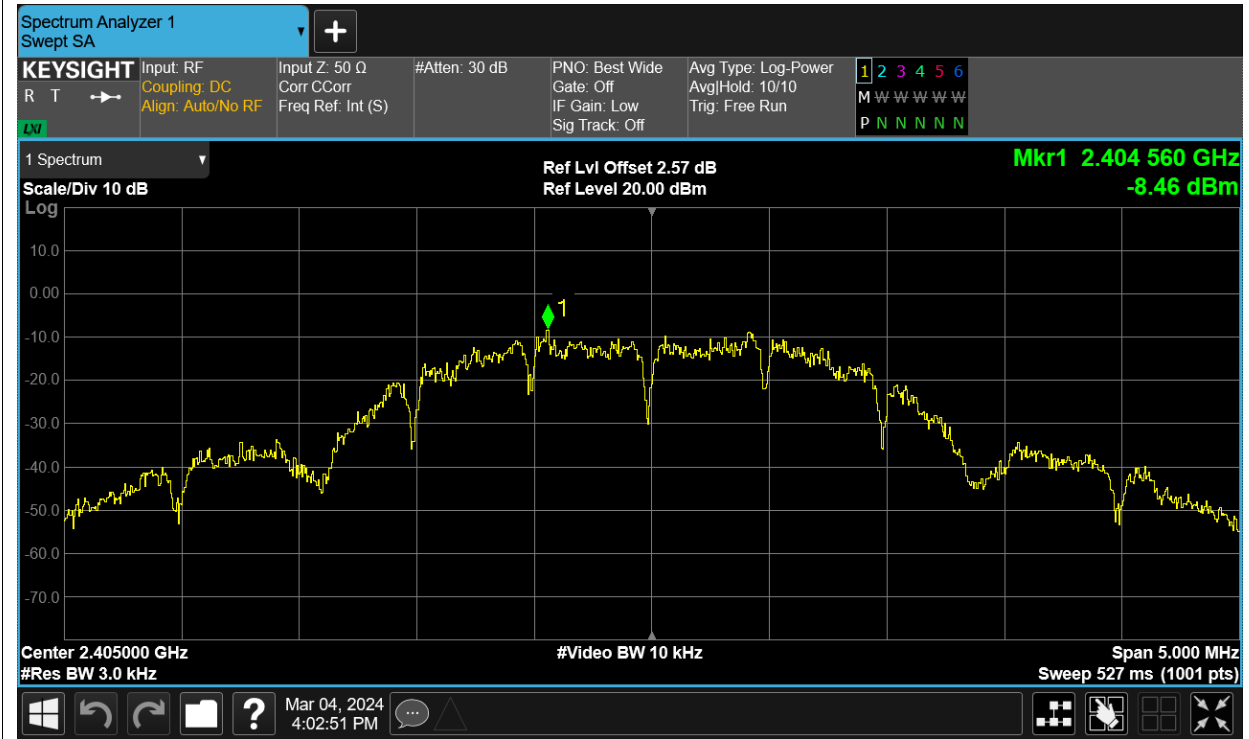 Spectrum Analyzer 1
Swept SA
+
KEYSIGHT
R T
LXI
Input: RF
Coupling: DC
Align: Auto/No RF
Input Z: 50 Ω
Corr CCorr
Freq Ref: Int (S)
#Atten: 30 dB
PNO: Best Wide
Gate: Off
IF Gain: Low
Sig Track: Off
Avg Type: Log-Power
Avg|Hold: 10/10
Trig: Free Run
1 2 3 4 5 6
M W W W W W
P N N N N N
1 Spectrum
Scale/Div 10 dB
Ref Lvl Offset 2.57 dB
Ref Level 20.00 dBm
Mkr1 2.404 560 GHz
-8.46 dBm
Log
10.0
0.00
-10.0
-20.0
-30.0
-40.0
-50.0
-60.0
-70.0
1
Center 2.405000 GHz
#Res BW 3.0 kHz
#Video BW 10 kHz
Span 5.000 MHz
Sweep 527 ms (1001 pts)
?
Mar 04, 2024
4:02:51 PM